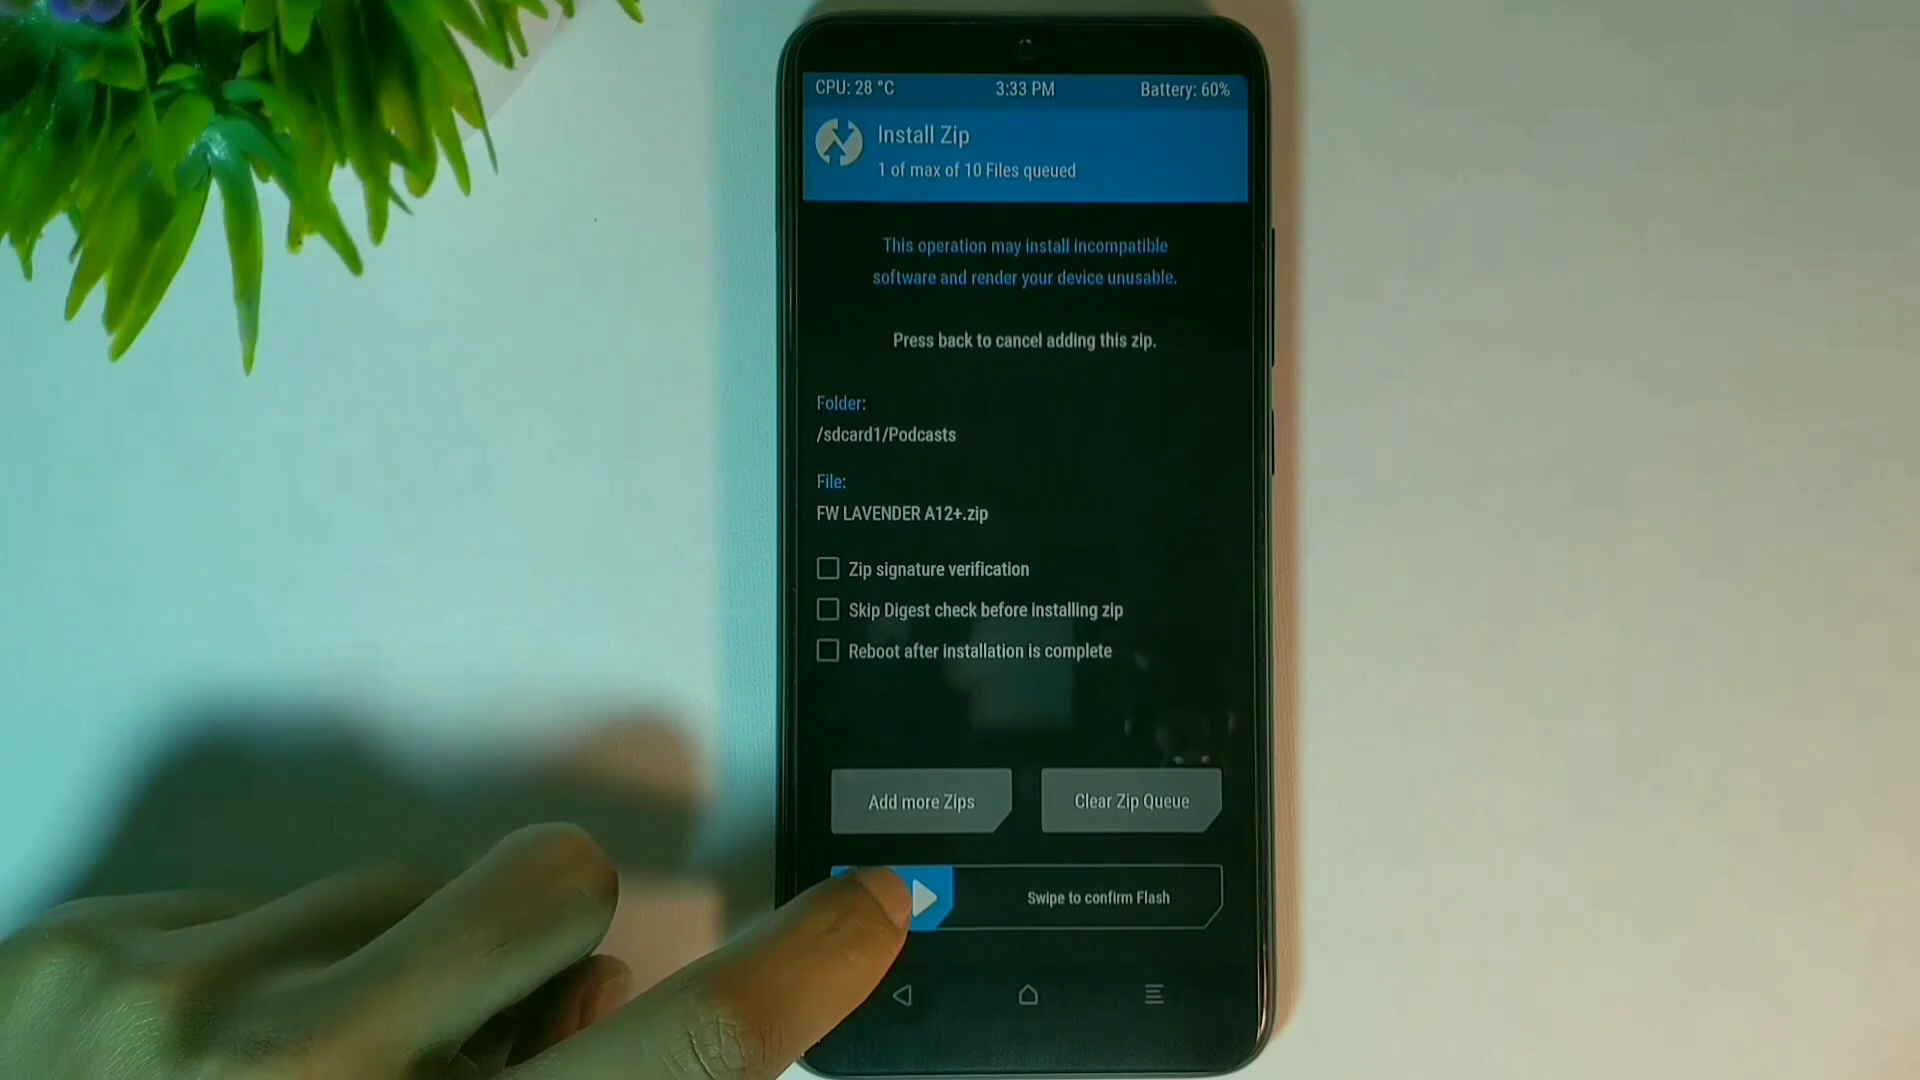 CPU: 28 °C 3:33 PM Battery: 60%
Install Zip
1 of max of 10 Files queued
This operation may install incompatible
software and render your device unusable.
Press back to cancel adding this zip.
Folder:
/sdcard1/Podcasts
File:
FW LAVENDER A12+.zip
Zip signature verification
Skip Digest check before installing zip
Reboot after installation is complete
Add more Zips Clear Zip Queue
Swipe to confirm Flash